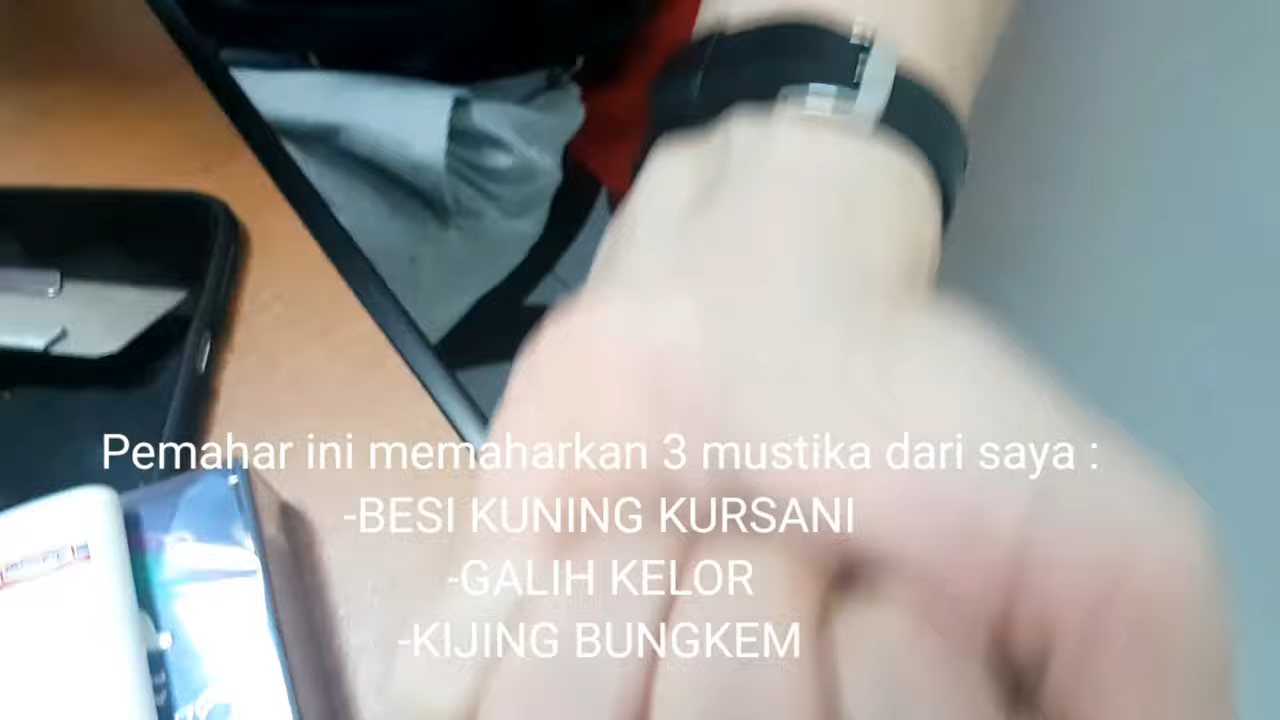 Pemahar ini memaharkan 3 mustika dari saya :
-BESI KUNING KURSANI
-GALIH KELOR
-KIJING BUNGKEM